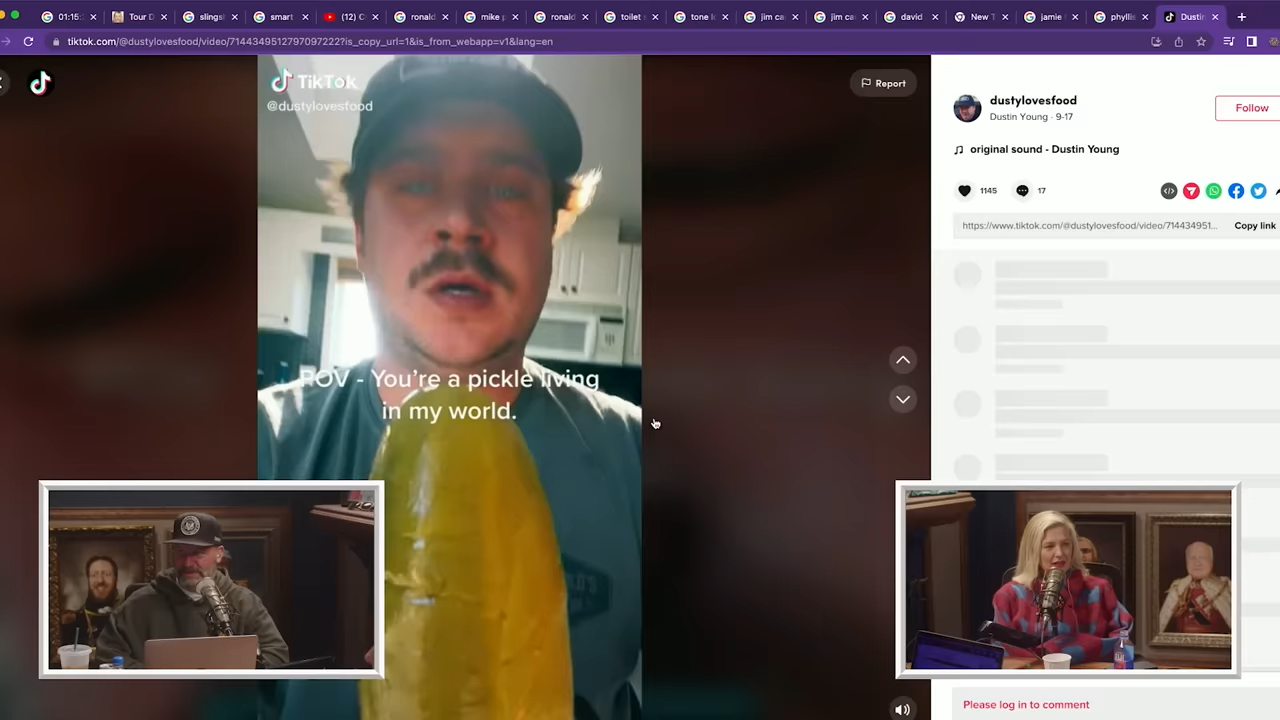 01:15:
Tour D
slingsh
smart
(12) C
ronald
mike p
ronald
toilet s
tone l
jim ca
jim ca
david
New T
jamie f
phyllis
Dustin
tiktok.com/@dustylovesfood/video/7144349512797097222?is_copy_url=1&is_from_webapp=v1&lang=en
TikTok
@dustylovesfood
Report
POV - You're a pickle living
in my world.
dustylovesfood
Dustin Young · 9-17
Follow
original sound - Dustin Young
1145
17
https://www.tiktok.com/@dustylovesfood/video/714434951...
Copy link
Please log in to comment